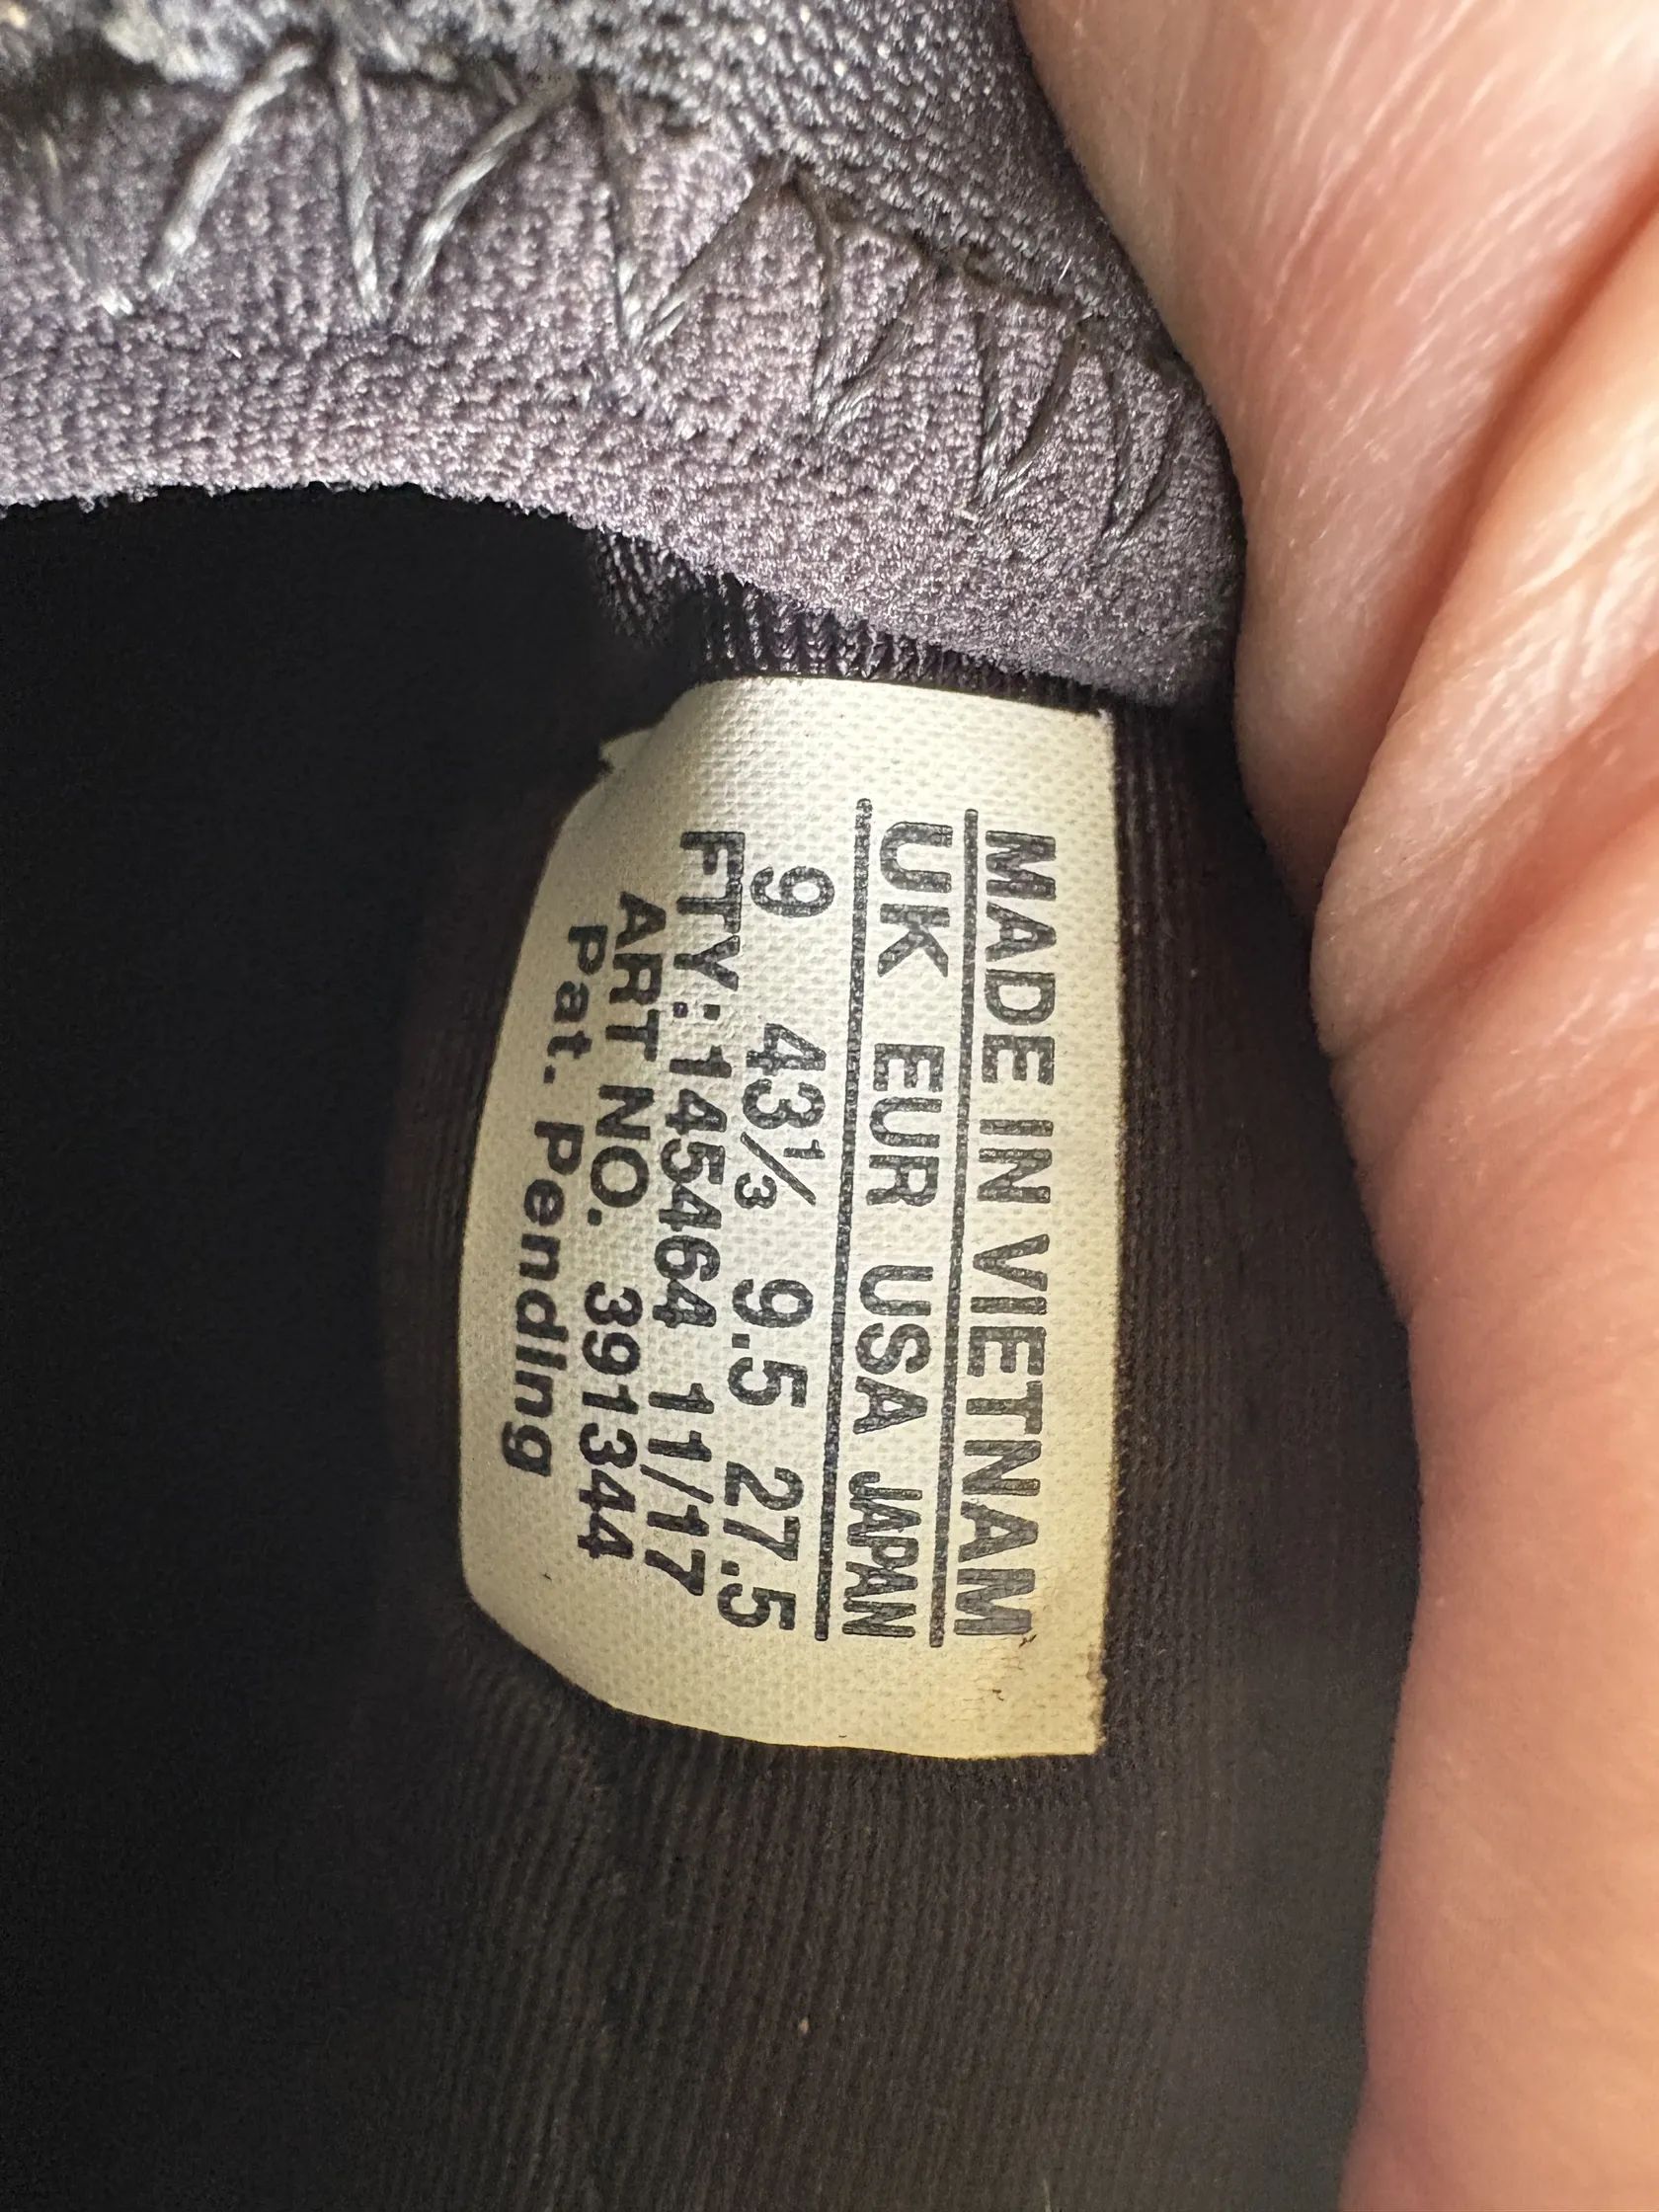 MADE IN VIETNAM
UK EUR USA JAPAN
9 43⅓ 9.5 27.5
FTY: 145464 11/17
ART NO. 391344
Pat. Pending